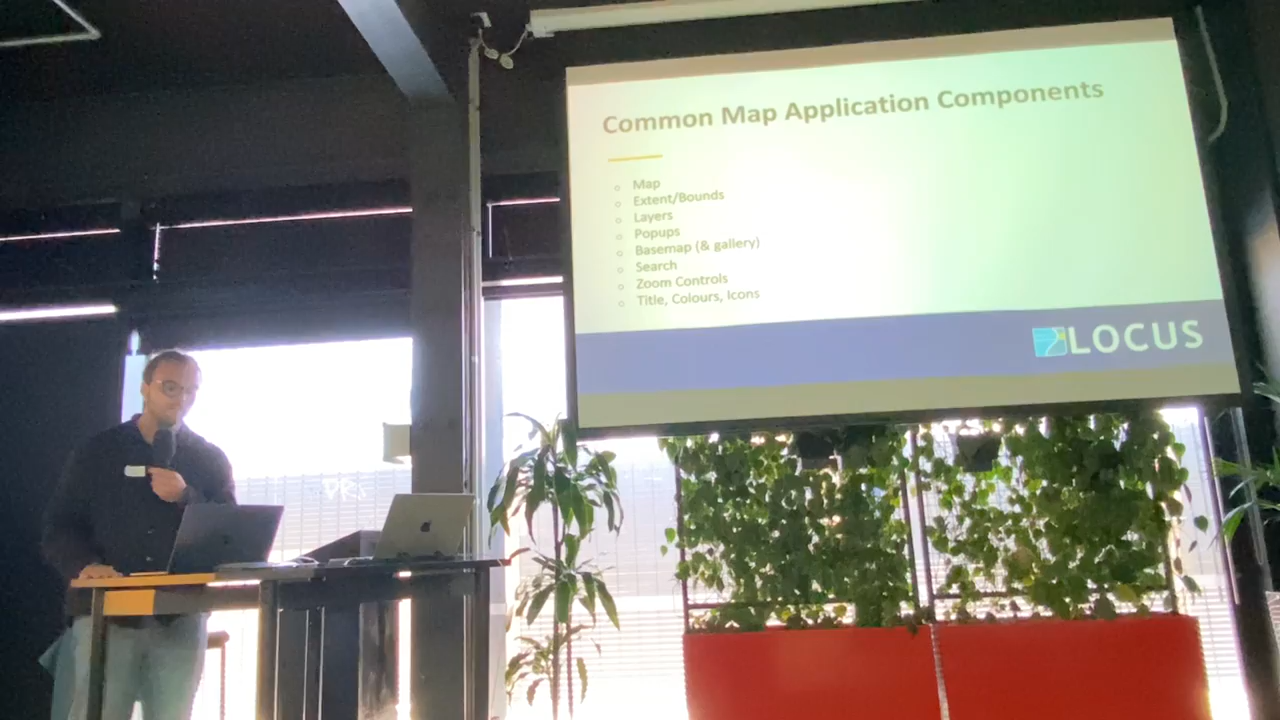 Common Map Application Components
Map
Extent/Bounds
Layers
Popups
Basemap (& gallery)
Search
Zoom Controls
Title, Colours, Icons
LOCUS